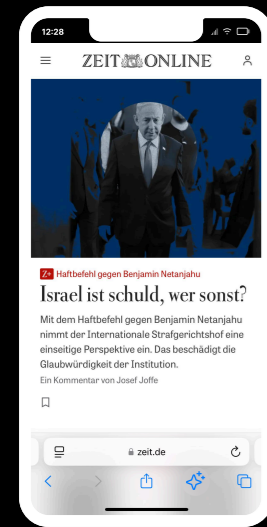 12:28
ZEIT ONLINE
Z+ Haftbefehl gegen Benjamin Netanjahu
Israel ist schuld, wer sonst?
Mit dem Haftbefehl gegen Benjamin Netanjahu
nimmt der Internationale Strafgerichtshof eine
einseitige Perspektive ein. Das beschädigt die
Glaubwürdigkeit der Institution.
Ein Kommentar von Josef Joffe
zeit.de